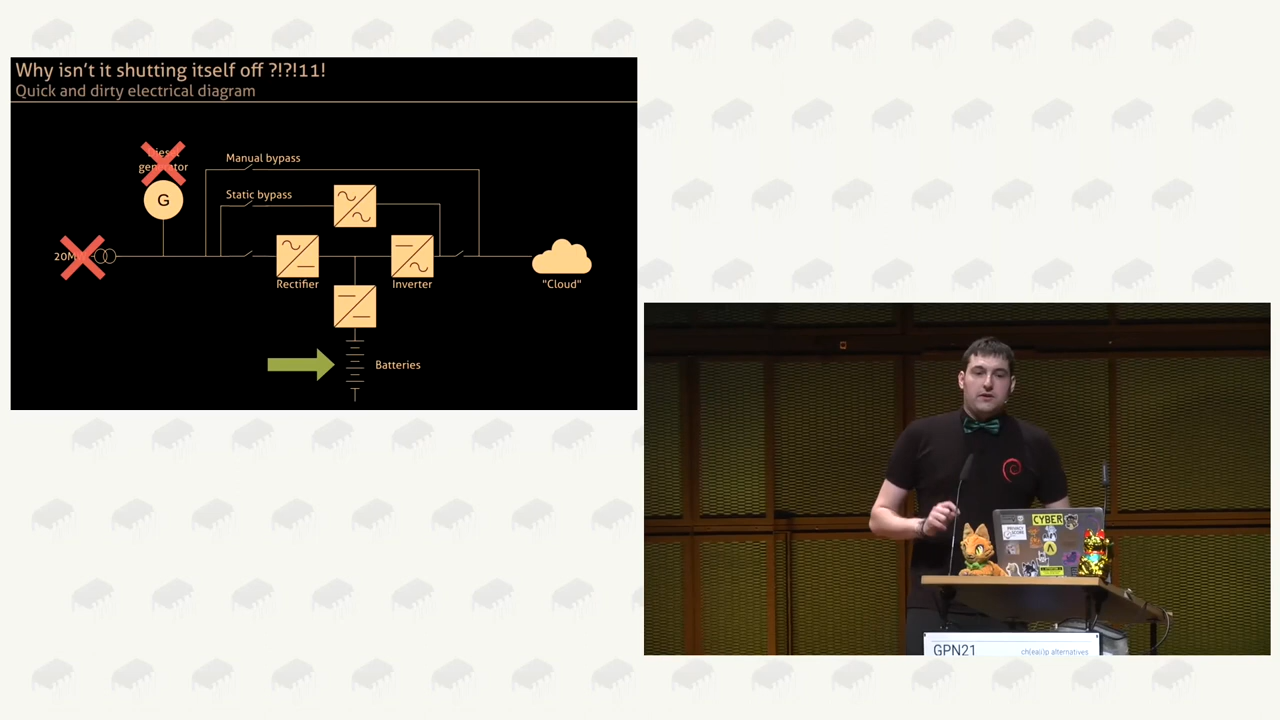 Why isn't it shutting itself off ?!?!11!
Quick and dirty electrical diagram
generator
Manual bypass
G
Static bypass
Rectifier
Inverter
"Cloud"
Batteries
CYBER
GPN21
ch(ea|i)p alternatives